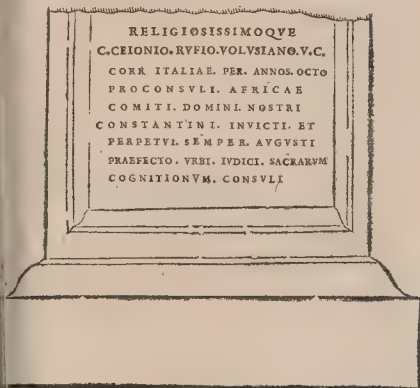 RELIGIOSISSIMOQVE
C.CEIONIO.RVFIO.VOLVSIANO.V.C.
CORR ITALIAE. PER. ANNOS. OCTO
PROCONSVLI. AFRICAE
COMITI. DOMINI. NOSTRI
CONSTANTINI. INVICTI. ET
PERPETVI. SEMPER. AVGVSTI
PRAEFECTO. VRBI. IVDICI. SACRARVM
COGNITIONVM. CONSVLI